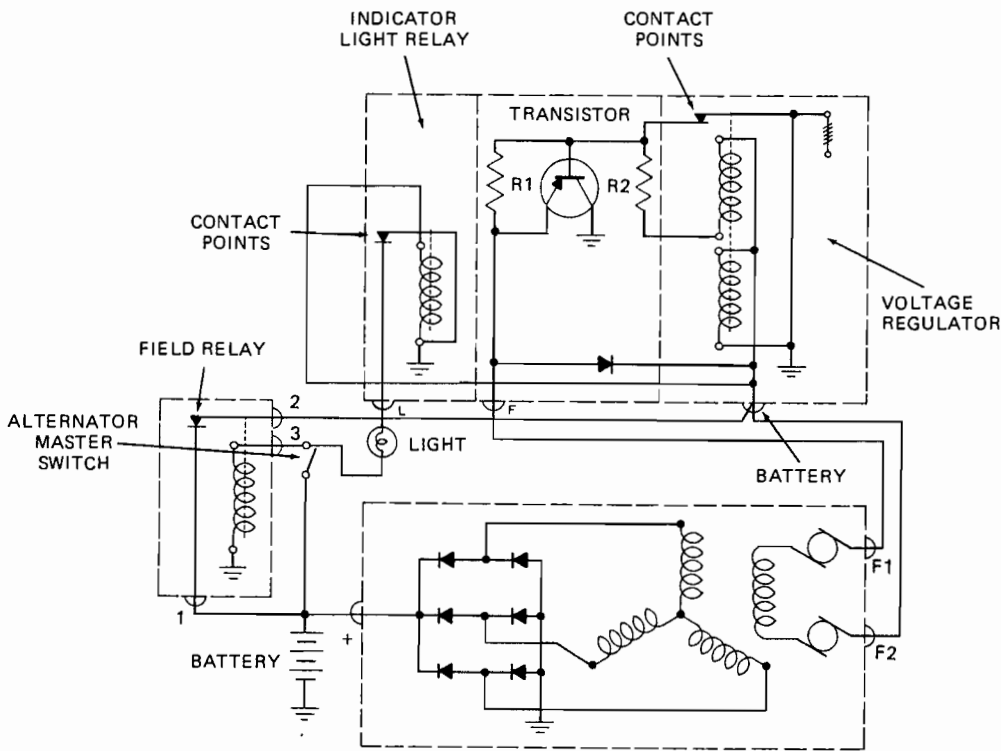 INDICATOR
LIGHT RELAY
CONTACT
POINTS
TRANSISTOR
R1
R2
CONTACT
POINTS
VOLTAGE
REGULATOR
FIELD RELAY
ALTERNATOR
MASTER
SWITCH
2
3
L
F
LIGHT
BATTERY
1
+
BATTERY
F1
F2